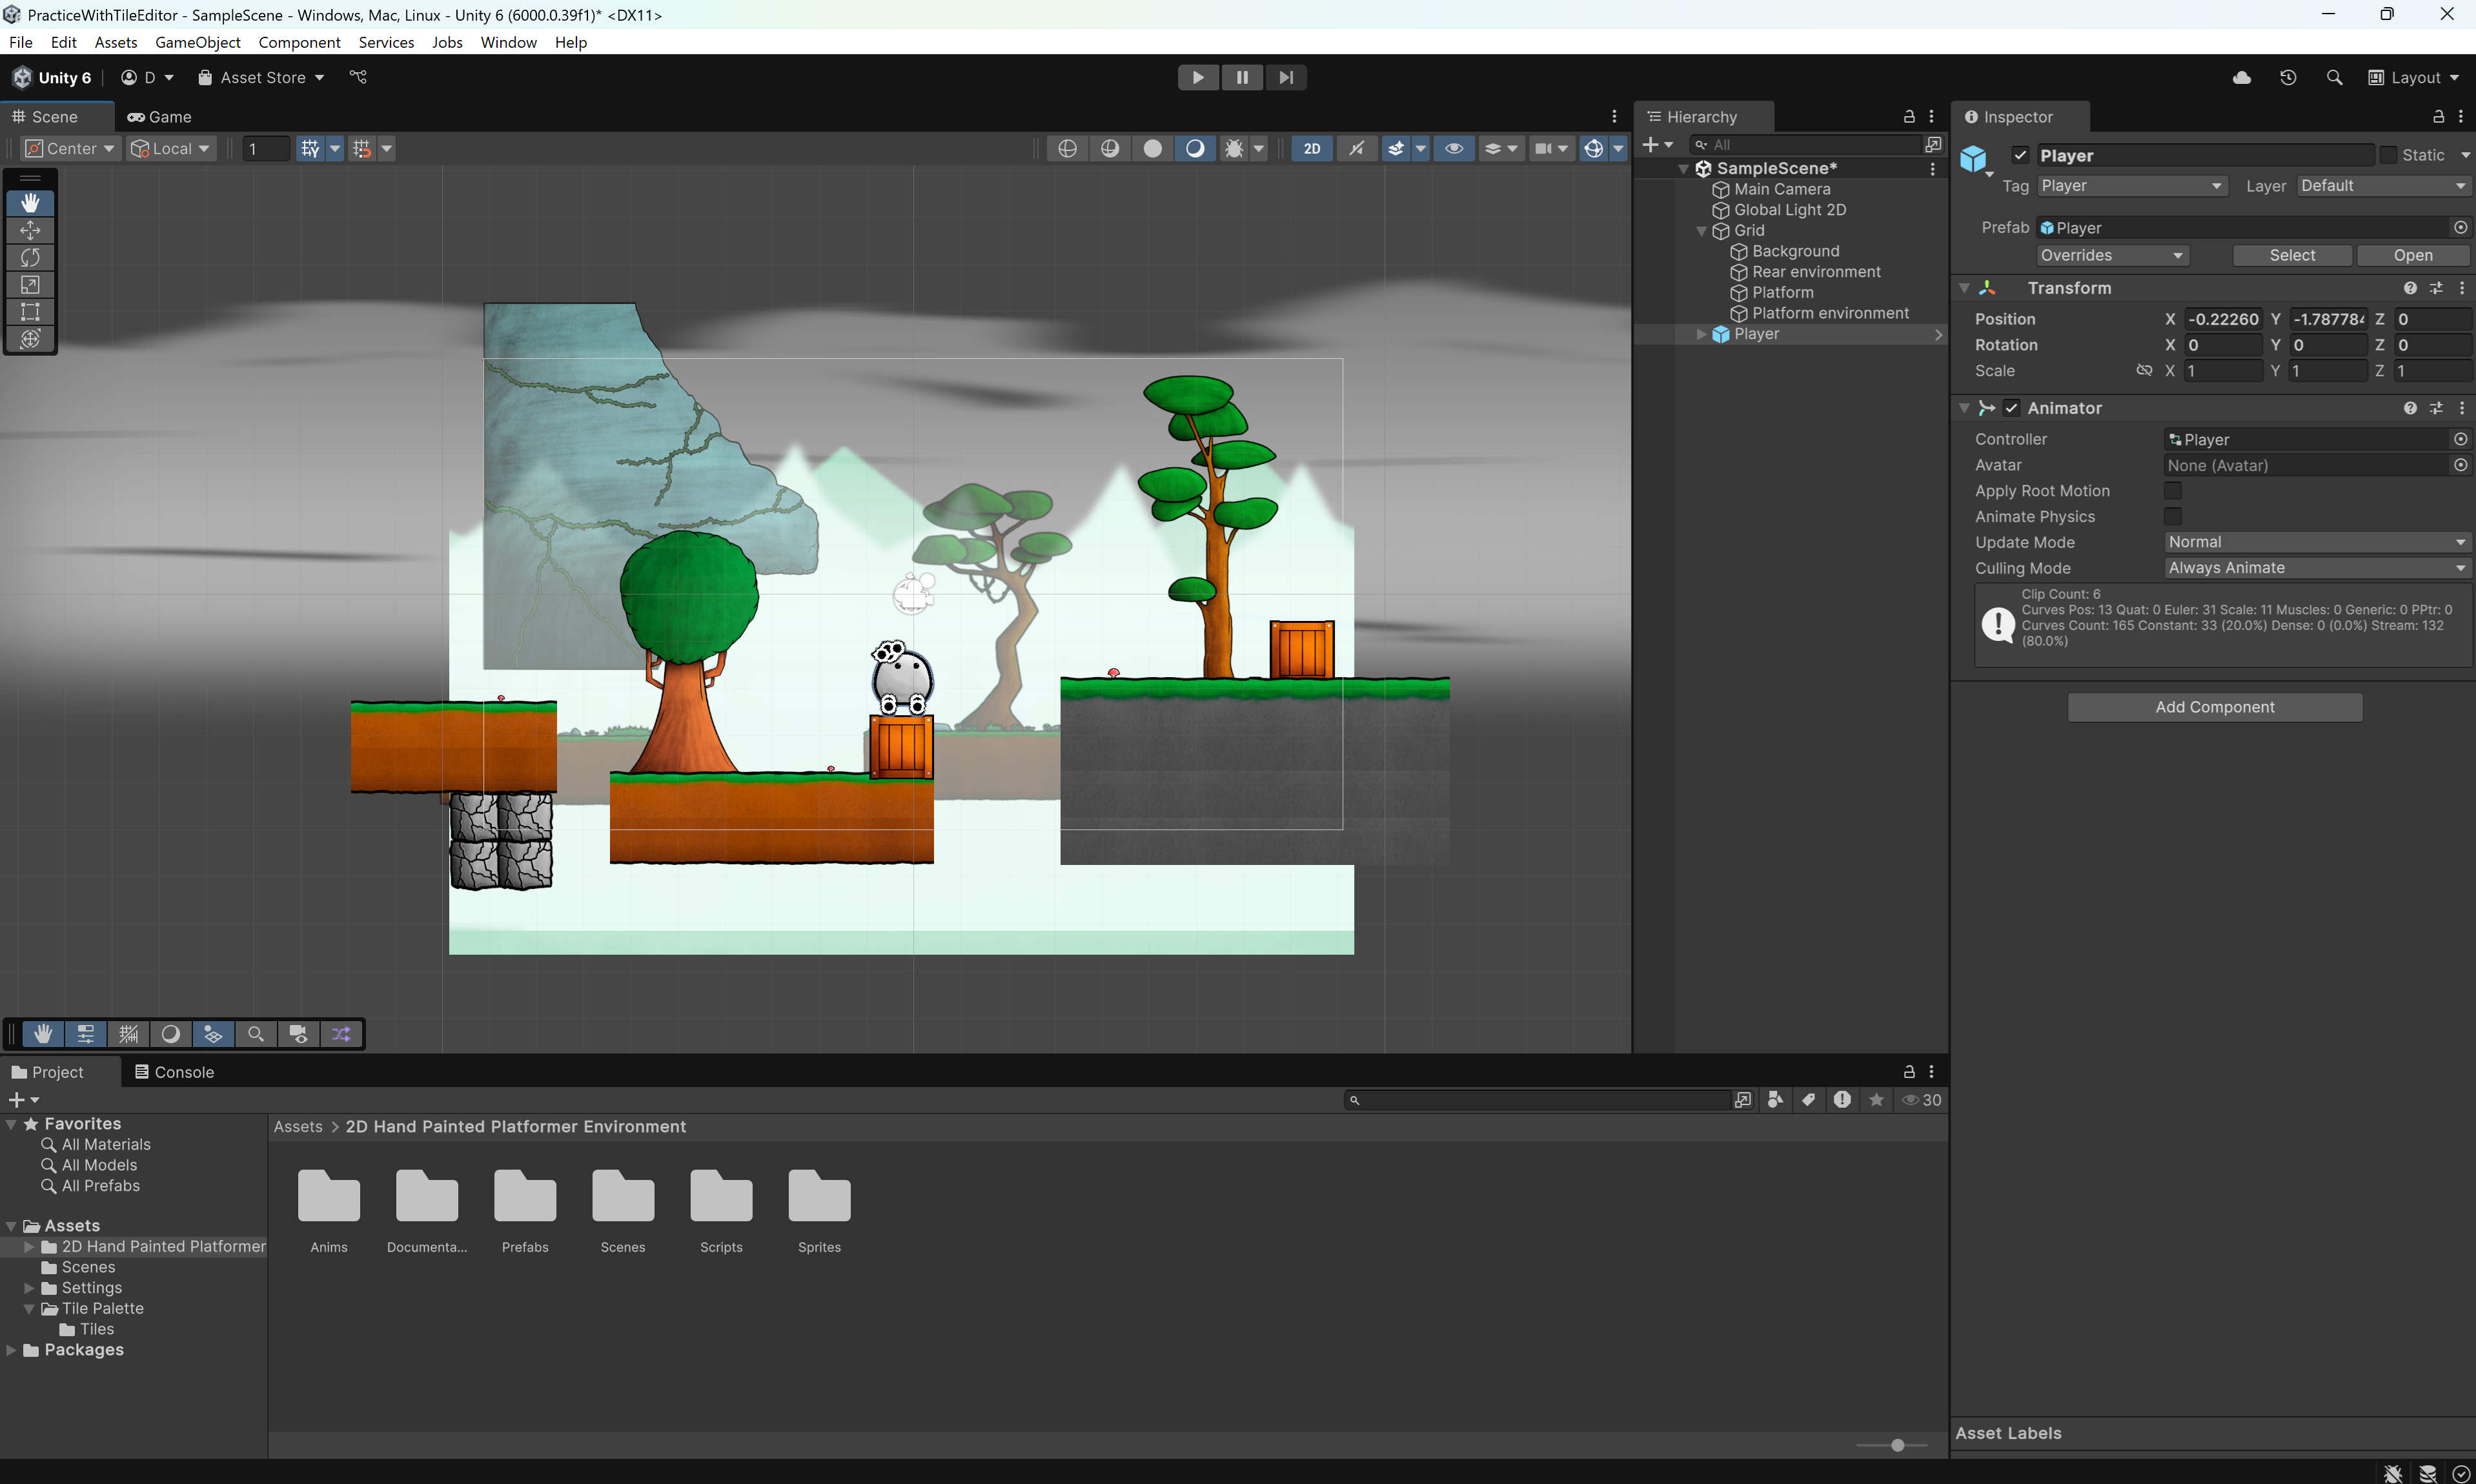 PracticeWithTileEditor - SampleScene - Windows, Mac, Linux - Unity 6 (6000.0.39f1)* <DX11>
File Edit Assets GameObject Component Services Jobs Window Help
Unity 6 D Asset Store Layout
Scene Game
Center Local 1 2D
Hierarchy
All
SampleScene*
Main Camera
Global Light 2D
Grid
Background
Rear environment
Platform
Platform environment
Player
Inspector
Player Static
Tag Player Layer Default
Prefab Player
Overrides Select Open
Transform
Position X -0.22260 Y -1.787784 Z 0
Rotation X 0 Y 0 Z 0
Scale X 1 Y 1 Z 1
Animator
Controller Player
Avatar None (Avatar)
Apply Root Motion
Animate Physics
Update Mode Normal
Culling Mode Always Animate
Clip Count: 6
Curves Pos: 13 Quat: 0 Euler: 31 Scale: 11 Muscles: 0 Generic: 0 PPtr: 0
Curves Count: 165 Constant: 33 (20.0%) Dense: 0 (0.0%) Stream: 132
(80.0%)
Add Component
Asset Labels
Project Console
30
Favorites
All Materials
All Models
All Prefabs
Assets
2D Hand Painted Platformer
Scenes
Settings
Tile Palette
Tiles
Packages
Assets > 2D Hand Painted Platformer Environment
Anims Documenta... Prefabs Scenes Scripts Sprites